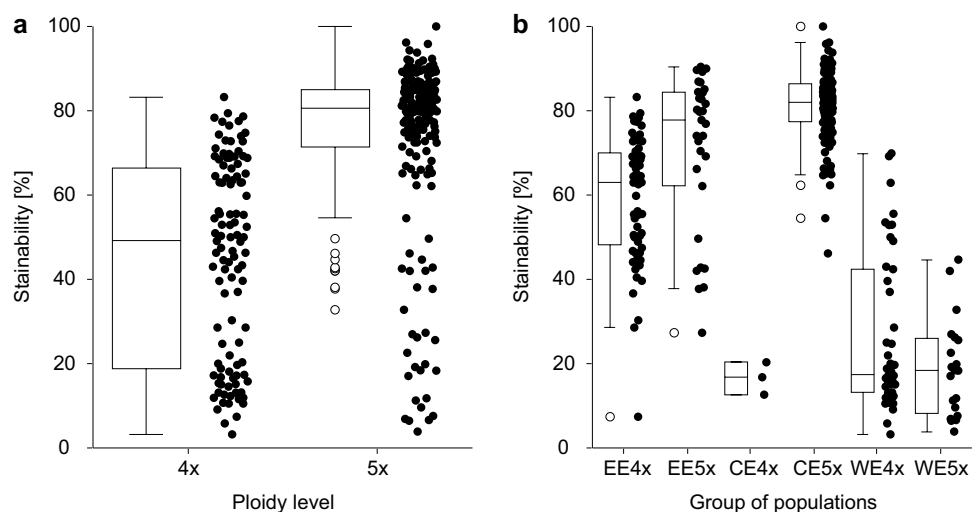 a
100
80
60
40
20
0
Stainability [%]
4x
5x
Ploidy level
b
100
80
60
40
20
0
Stainability [%]
EE4x
EE5x
CE4x
CE5x
WE4x
WE5x
Group of populations